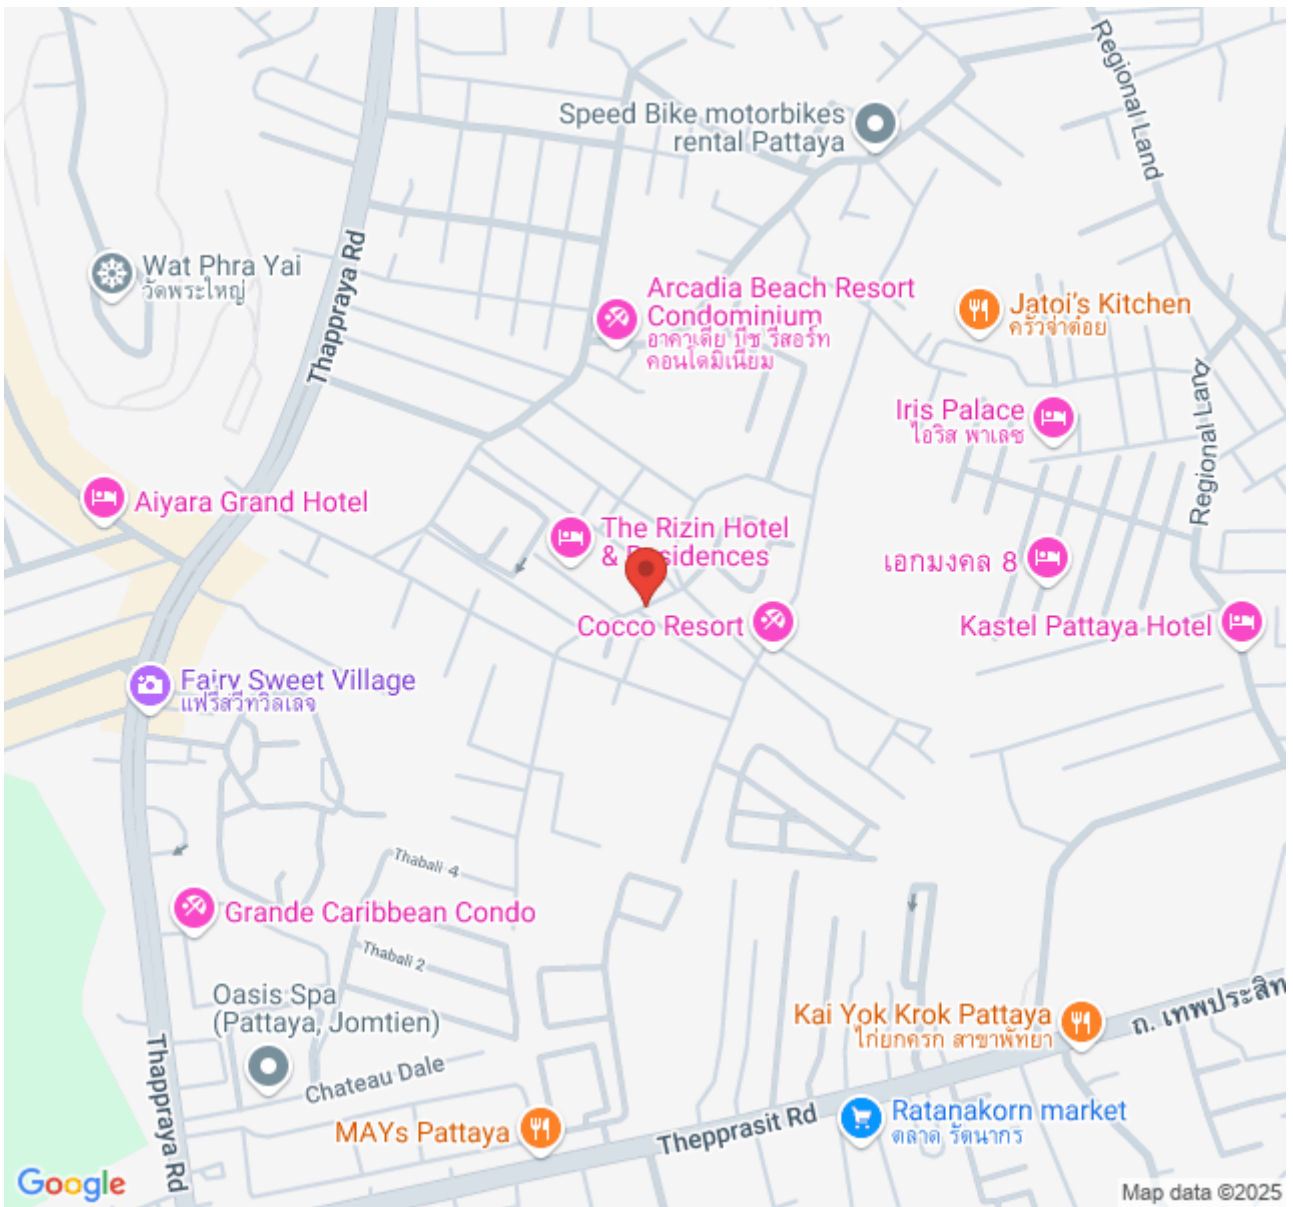 Regional Land
Speed Bike motorbikes
rental Pattaya
Thappraya Rd
Wat Phra Yai
วัดพระใหญ่
Arcadia Beach Resort
Condominium
อาคาเดีย บีช รีสอร์ท
คอนโดมิเนียม
Jatoi's Kitchen
ครัวจ่าต๋อย
Iris Palace
ไอริส พาเลซ
Regional Land
Aiyara Grand Hotel
The Rizin Hotel
& Residences
เอกมงคล 8
Cocco Resort
Kastel Pattaya Hotel
Fairy Sweet Village
แฟรี่สวีทวิลเลจ
Thabali 4
Grande Caribbean Condo
Thabali 2
Oasis Spa
(Pattaya, Jomtien)
Kai Yok Krok Pattaya
ไก่ยกครก สาขาพัทยา
ถ. เทพประสิท
Chateau Dale
Thappraya Rd
MAYs Pattaya
Thepprasit Rd
Ratanakorn market
ตลาด รัตนากร
Google
Map data ©2025